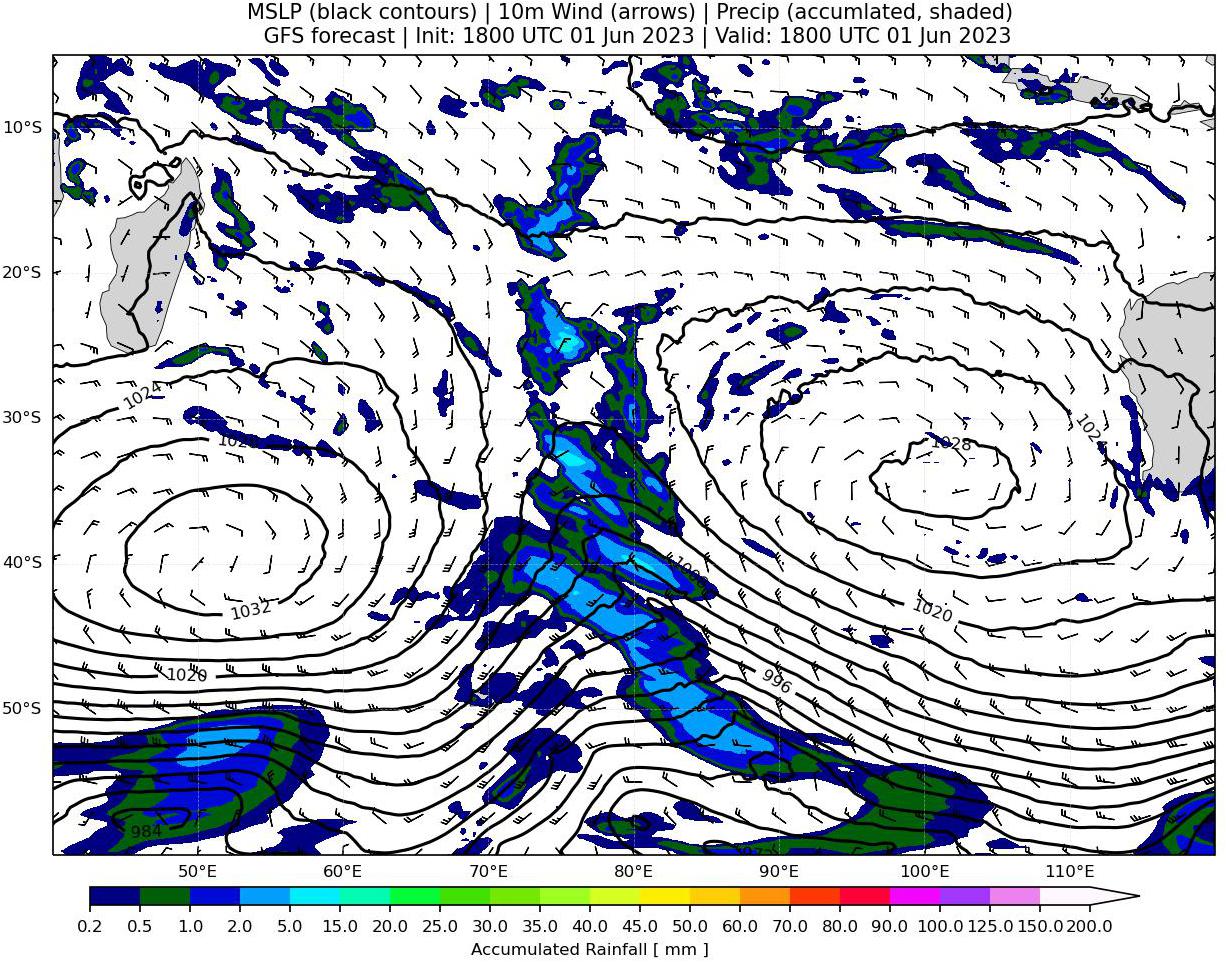 MSLP (black contours) | 10m Wind (arrows) | Precip (accumlated, shaded)
GFS forecast | Init: 1800 UTC 01 Jun 2023 | Valid: 1800 UTC 01 Jun 2023
10°S
20°S
1024
30°S
1028
1028
1024
40°S
1008
1032
1020
1020
996
50°S
984
972
50°E 60°E 70°E 80°E 90°E 100°E 110°E
0.2 0.5 1.0 2.0 5.0 10.0 15.0 20.0 25.0 30.0 35.0 40.0 45.0 50.0 60.0 70.0 80.0 90.0 100.0 125.0 150.0 200.0
Accumulated Rainfall [ mm ]